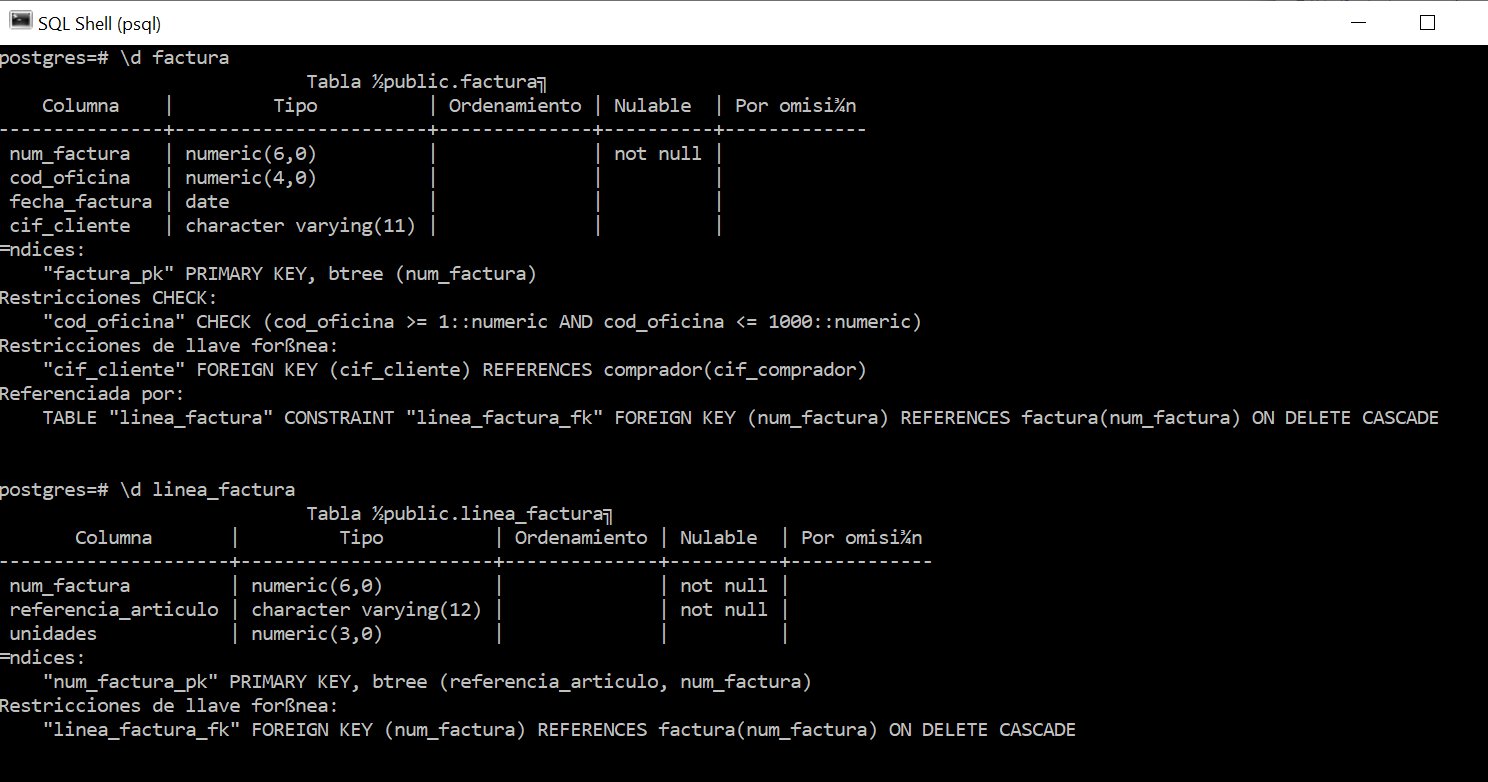 SQL Shell (psql)
postgres=# \d factura
                            Tabla ½public.factura╗
    Columna    |         Tipo          | Ordenamiento | Nulable  | Por omisi¾n
---------------+-----------------------+--------------+----------+-------------
 num_factura   | numeric(6,0)          |              | not null |
 cod_oficina   | numeric(4,0)          |              |          |
 fecha_factura | date                  |              |          |
 cif_cliente   | character varying(11) |              |          |
═ndices:
    "factura_pk" PRIMARY KEY, btree (num_factura)
Restricciones CHECK:
    "cod_oficina" CHECK (cod_oficina >= 1::numeric AND cod_oficina <= 1000::numeric)
Restricciones de llave forßnea:
    "cif_cliente" FOREIGN KEY (cif_cliente) REFERENCES comprador(cif_comprador)
Referenciada por:
    TABLE "linea_factura" CONSTRAINT "linea_factura_fk" FOREIGN KEY (num_factura) REFERENCES factura(num_factura) ON DELETE CASCADE
postgres=# \d linea_factura
                            Tabla ½public.linea_factura╗
       Columna       |         Tipo          | Ordenamiento | Nulable  | Por omisi¾n
---------------------+-----------------------+--------------+----------+-------------
 num_factura         | numeric(6,0)          |              | not null |
 referencia_articulo | character varying(12) |              | not null |
 unidades            | numeric(3,0)          |              |          |
═ndices:
    "num_factura_pk" PRIMARY KEY, btree (referencia_articulo, num_factura)
Restricciones de llave forßnea:
    "linea_factura_fk" FOREIGN KEY (num_factura) REFERENCES factura(num_factura) ON DELETE CASCADE